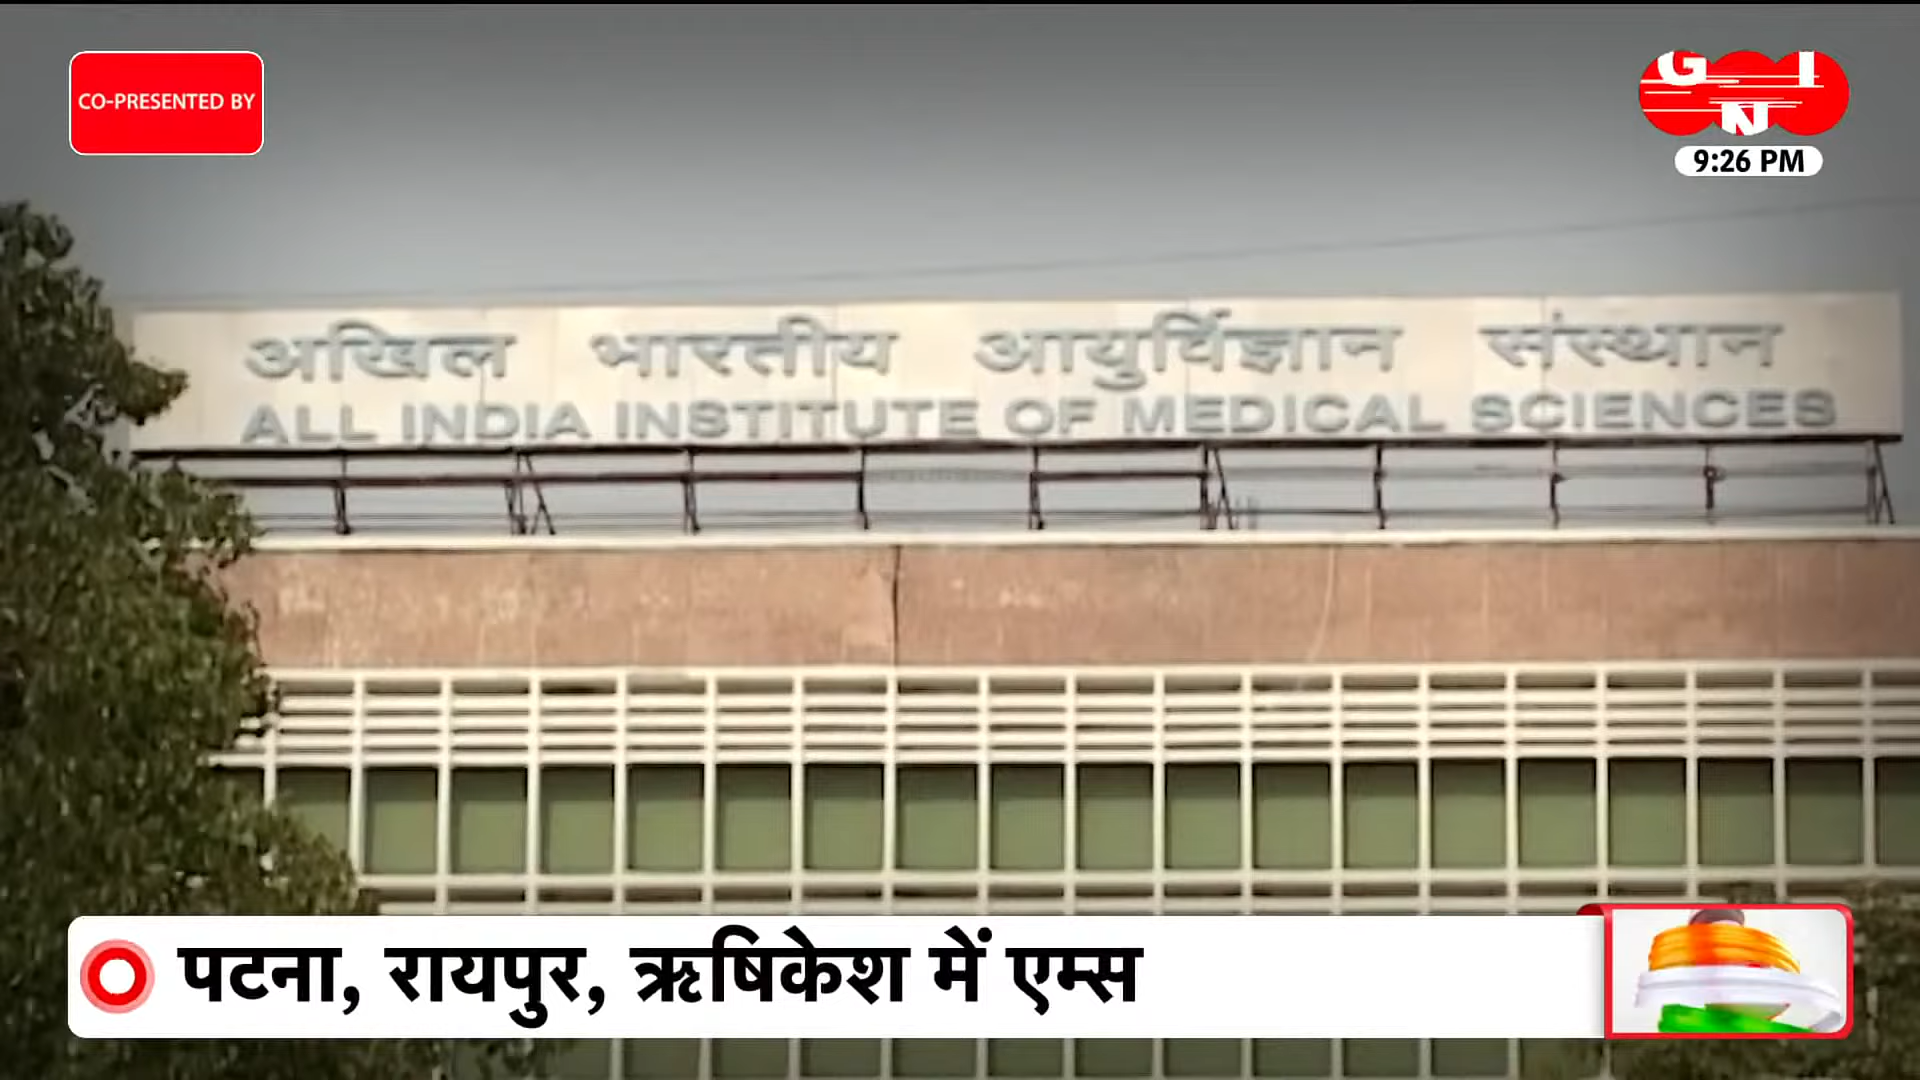 CO-PRESENTED BY
GNI
9:26 PM
अखिल भारतीय आयुर्विज्ञान संस्थान
ALL INDIA INSTITUTE OF MEDICAL SCIENCES
पटना, रायपुर, ऋषिकेश में एम्स